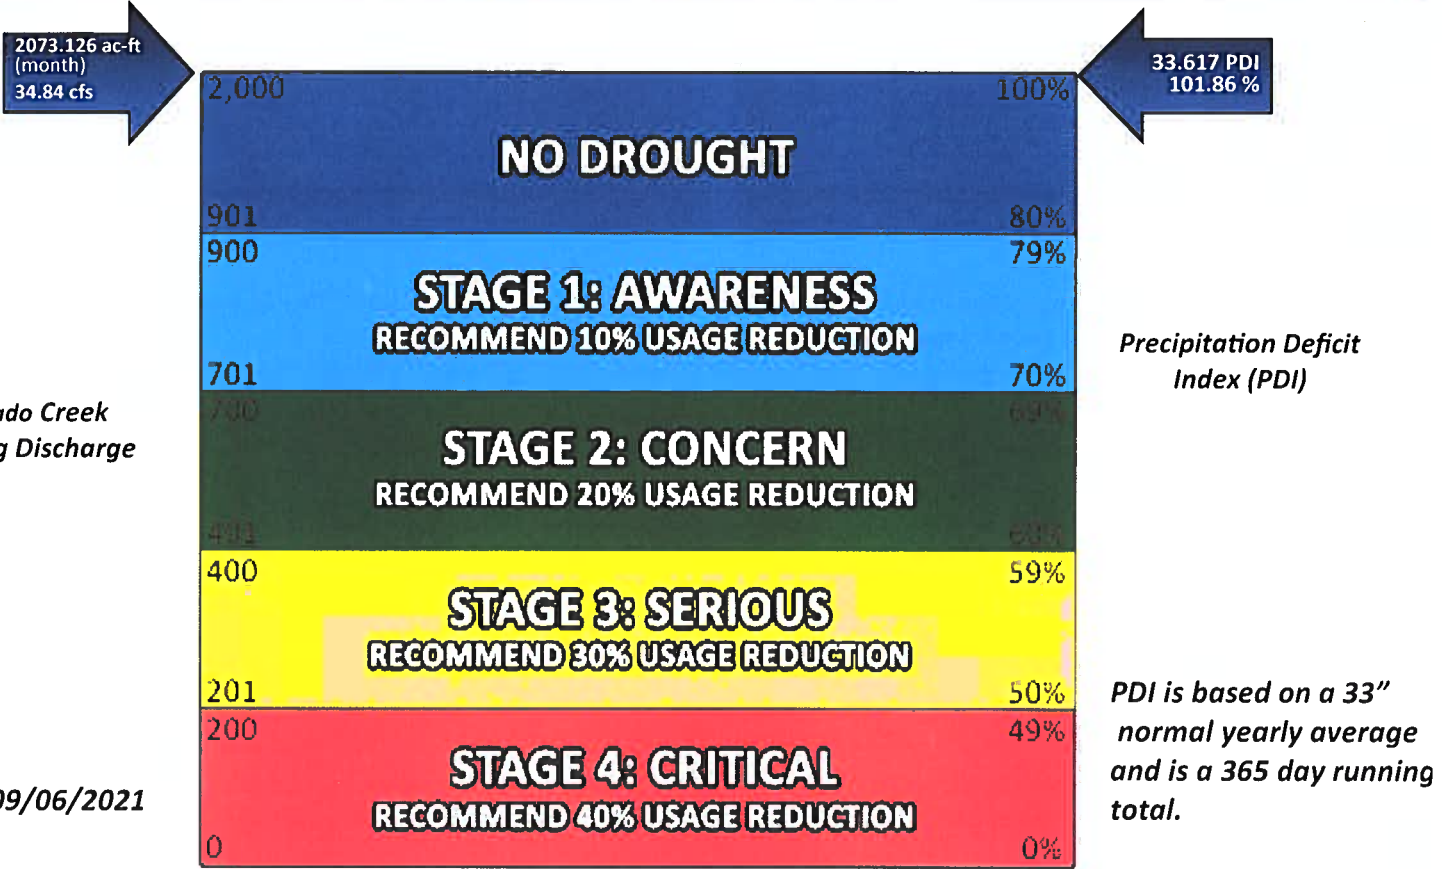 2073.126 ac-ft
(month)
34.84 cfs
33.617 PDI
101.86 %
2,000
100%
NO DROUGHT
901
80%
900
79%
STAGE 1: AWARENESS
RECOMMEND 10% USAGE REDUCTION
701
70%
Precipitation Deficit
Index (PDI)
700
69%
ado Creek
g Discharge
STAGE 2: CONCERN
RECOMMEND 20% USAGE REDUCTION
401
60%
400
59%
STAGE 3: SERIOUS
RECOMMEND 30% USAGE REDUCTION
201
50%
PDI is based on a 33”
normal yearly average
and is a 365 day running
total.
200
49%
STAGE 4: CRITICAL
RECOMMEND 40% USAGE REDUCTION
09/06/2021
0
0%